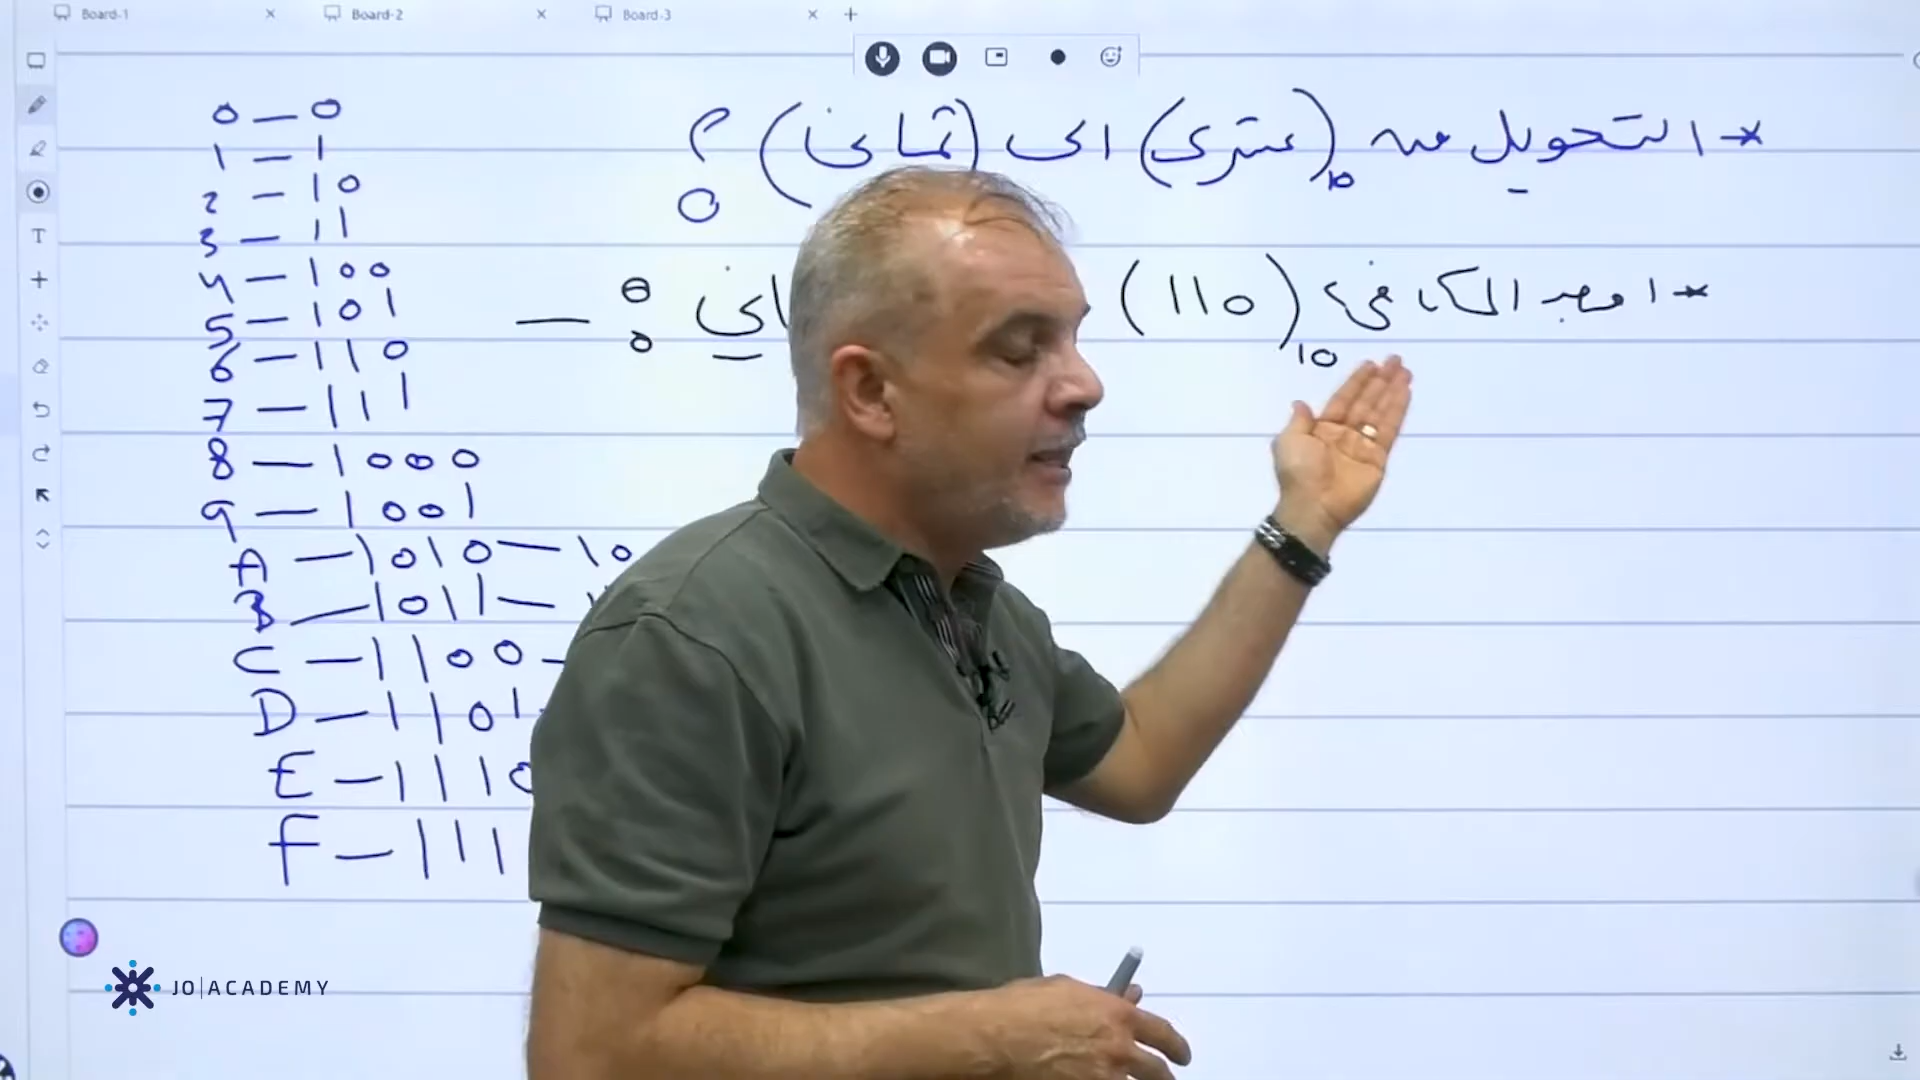 Board-1
Board-2
Board-3
* التحويل من (عشري)10 الى (ثماني) ؟
* اوجد المكافئ (110)10
0 — 0
1 — 1
2 — 10
3 — 11
4 — 100
5 — 101
6 — 110
7 — 111
8 — 1000
9 — 1001
A — 1010 — 10
B — 1011 —
C — 1100 -
D — 1101
E — 1110
F — 111
T
JO|ACADEMY